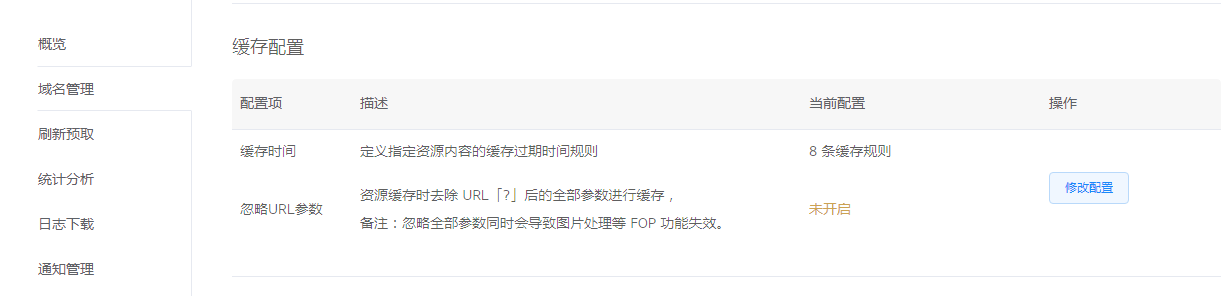 概览
域名管理
刷新预取
统计分析
日志下载
通知管理
缓存配置
配置项 描述 当前配置 操作
缓存时间 定义指定资源内容的缓存过期时间规则 8 条缓存规则
修改配置
忽略URL参数 资源缓存时去除 URL「?」后的全部参数进行缓存，
备注：忽略全部参数同时会导致图片处理等 FOP 功能失效。
未开启